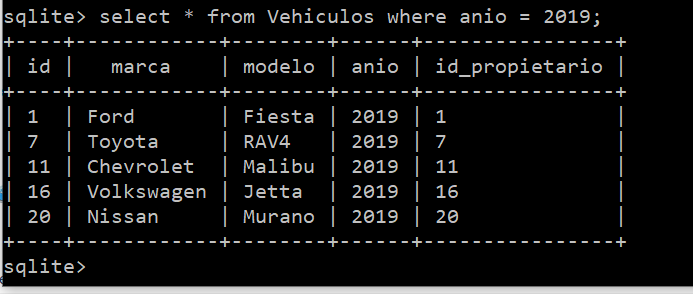 sqlite> select * from Vehiculos where anio = 2019;
+----+------------+--------+------+----------------+
| id |   marca    | modelo | anio | id_propietario |
+----+------------+--------+------+----------------+
| 1  | Ford       | Fiesta | 2019 | 1              |
| 7  | Toyota     | RAV4   | 2019 | 7              |
| 11 | Chevrolet  | Malibu | 2019 | 11             |
| 16 | Volkswagen | Jetta  | 2019 | 16             |
| 20 | Nissan     | Murano | 2019 | 20             |
+----+------------+--------+------+----------------+
sqlite>